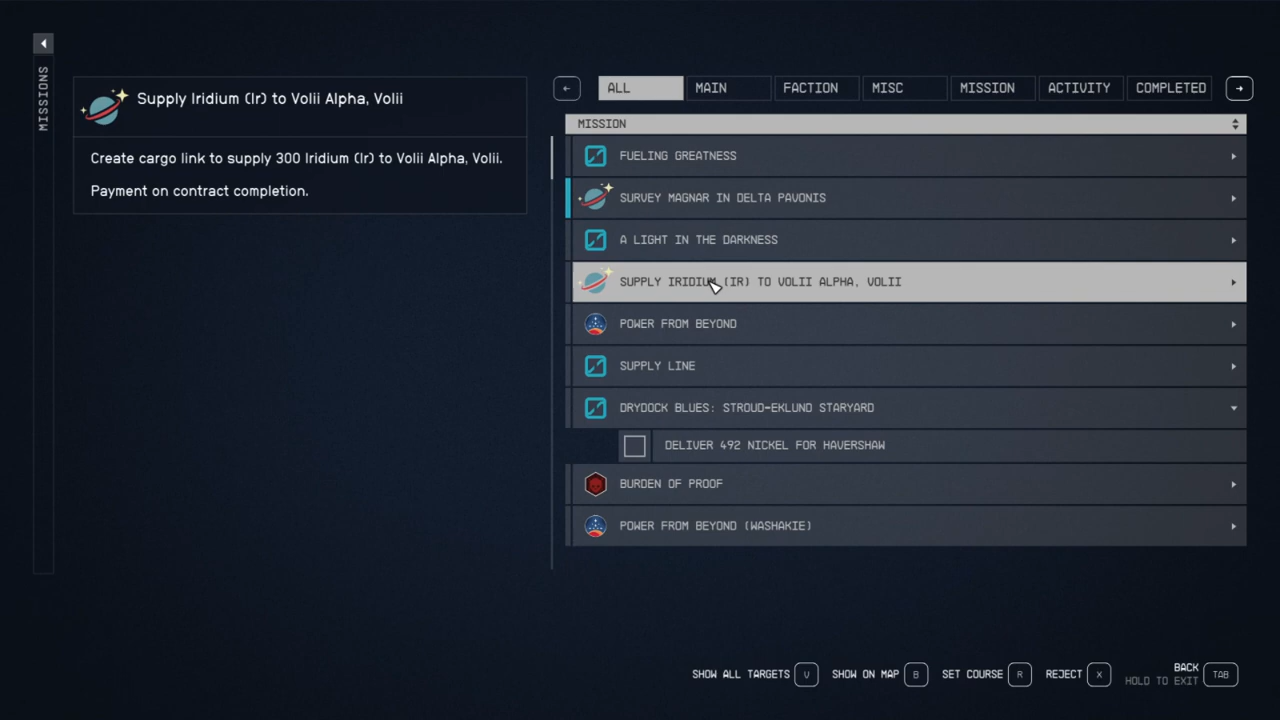 MISSIONS
Supply Iridium (Ir) to Volii Alpha, Volii
Create cargo link to supply 300 Iridium (Ir) to Volii Alpha, Volii.
Payment on contract completion.
ALL
MAIN
FACTION
MISC
MISSION
ACTIVITY
COMPLETED
MISSION
FUELING GREATNESS
SURVEY MAGNAR IN DELTA PAVONIS
A LIGHT IN THE DARKNESS
SUPPLY IRIDIUM (IR) TO VOLII ALPHA, VOLII
POWER FROM BEYOND
SUPPLY LINE
DRYDOCK BLUES: STROUD-EKLUND STARYARD
DELIVER 492 NICKEL FOR HAVERSHAW
BURDEN OF PROOF
POWER FROM BEYOND (WASHAKIE)
SHOW ALL TARGETS V
SHOW ON MAP B
SET COURSE R
REJECT X
BACK
HOLD TO EXIT
TAB